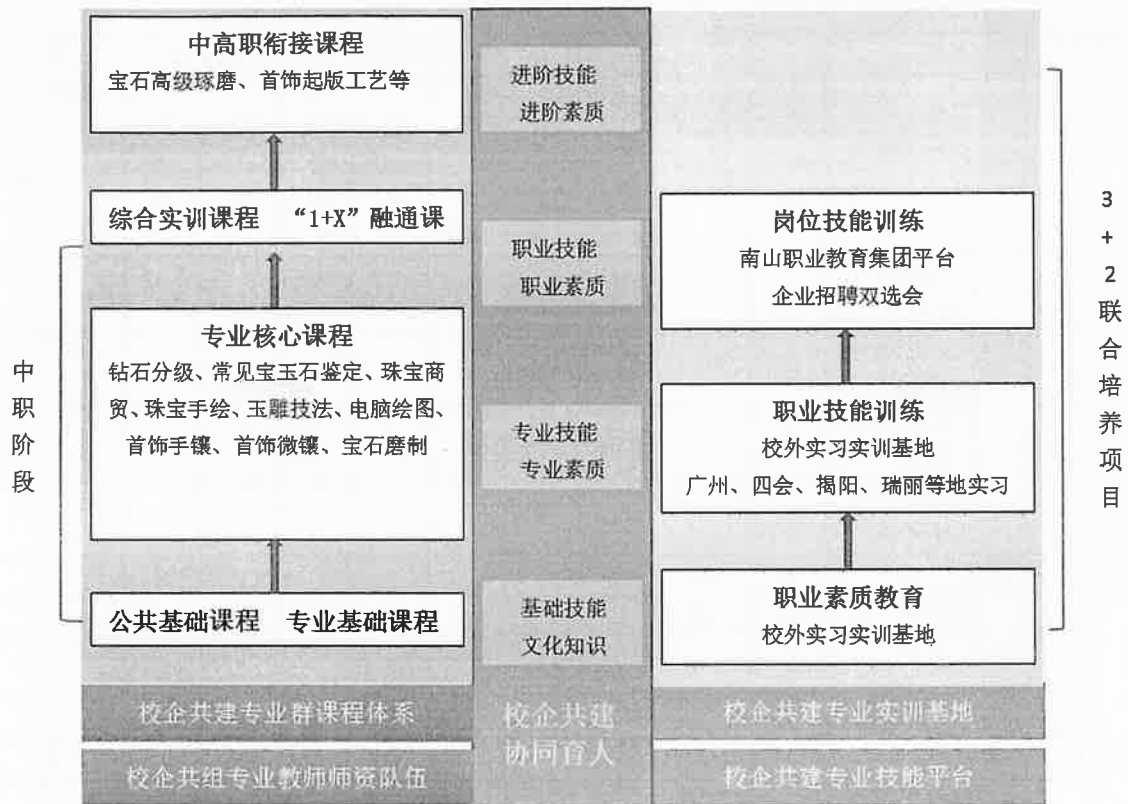 中高职衔接课程
宝石高级琢磨、首饰起版工艺等
综合实训课程 “1+X”融通课
专业核心课程
钻石分级、常见宝玉石鉴定、珠宝商
贸、珠宝手绘、玉雕技法、电脑绘图、
首饰手镶、首饰微镶、宝石磨制
公共基础课程 专业基础课程
中职阶段
校企共建专业群课程体系
校企共组专业教师师资队伍
进阶技能
进阶素质
职业技能
职业素质
专业技能
专业素质
基础技能
文化知识
校企共建
协同育人
岗位技能训练
南山职业教育集团平台
企业招聘双选会
职业技能训练
校外实习实训基地
广州、四会、揭阳、瑞丽等地实习
职业素质教育
校外实习实训基地
校企共建专业实训基地
校企共建专业技能平台
3+2联合培养项目